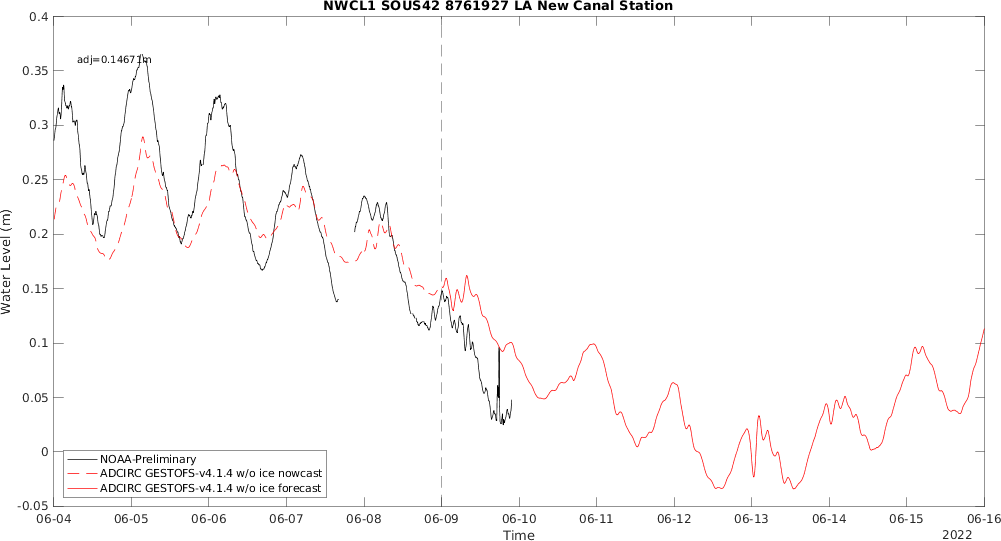 NWCL1 SOUS42 8761927 LA New Canal Station
0.4
0.35
0.3
0.25
0.2
0.15
0.1
0.05
0
-0.05
Water Level (m)
adj=0.14671m
NOAA-Preliminary
ADCIRC GESTOFS-v4.1.4 w/o ice nowcast
ADCIRC GESTOFS-v4.1.4 w/o ice forecast
06-04 06-05 06-06 06-07 06-08 06-09 06-10 06-11 06-12 06-13 06-14 06-15 06-16
Time
2022